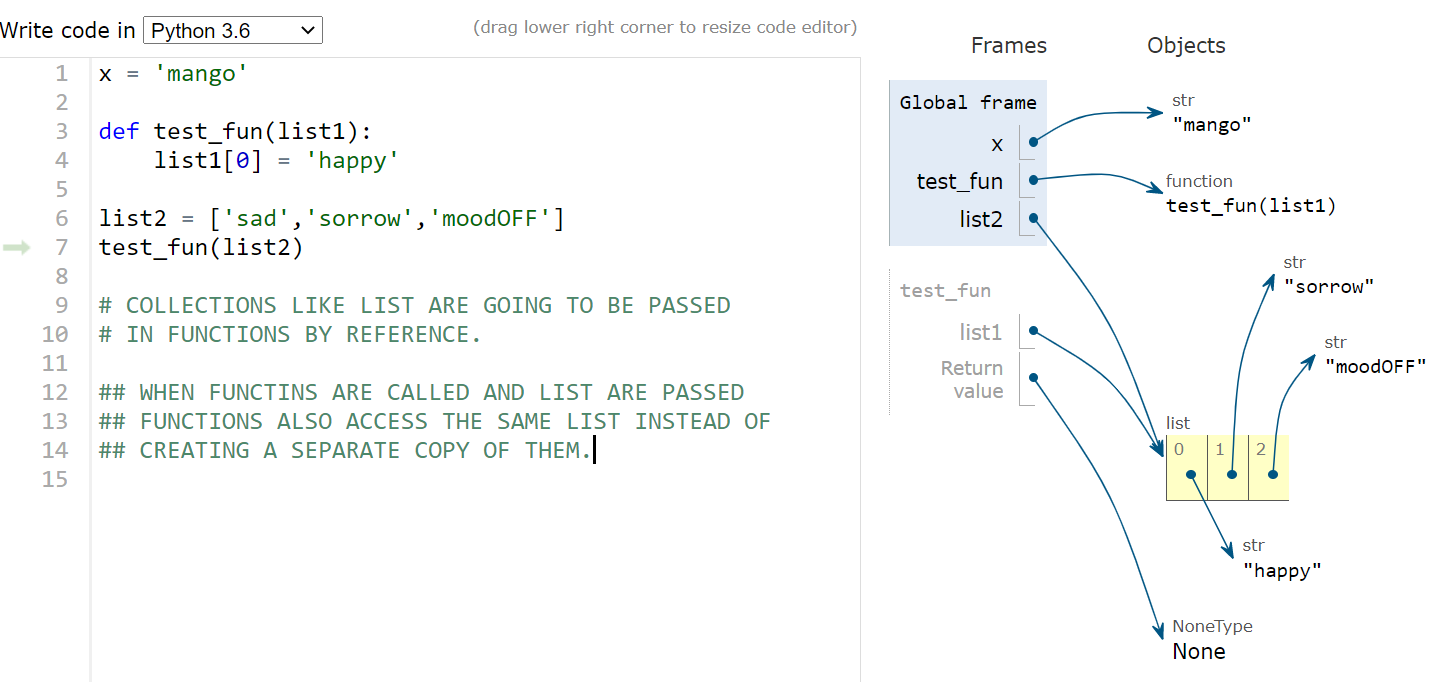 Write code in Python 3.6
(drag lower right corner to resize code editor)
1 x = 'mango'
2
3 def test_fun(list1):
4     list1[0] = 'happy'
5
6 list2 = ['sad','sorrow','moodOFF']
7 test_fun(list2)
8
9 # COLLECTIONS LIKE LIST ARE GOING TO BE PASSED
10 # IN FUNCTIONS BY REFERENCE.
11
12 ## WHEN FUNCTINS ARE CALLED AND LIST ARE PASSED
13 ## FUNCTIONS ALSO ACCESS THE SAME LIST INSTEAD OF
14 ## CREATING A SEPARATE COPY OF THEM.
15
Frames
Objects
Global frame
x
test_fun
list2
test_fun
list1
Return
value
str
"mango"
function
test_fun(list1)
str
"sorrow"
str
"moodOFF"
list
0 1 2
str
"happy"
NoneType
None